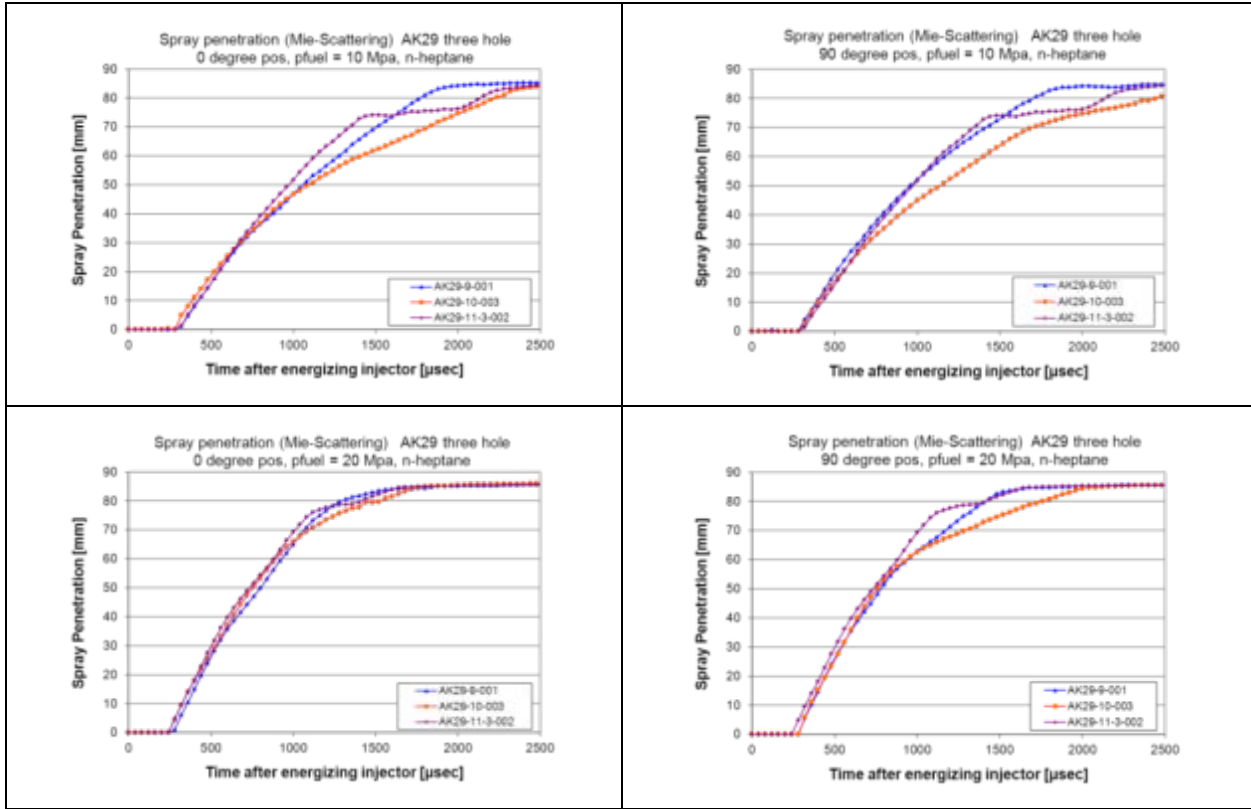 Spray penetration (Mie-Scattering) AK29 three hole
0 degree pos, pfuel = 10 Mpa, n-heptane
90
80
70
60
50
40
30
20
10
0
Spray Penetration [mm]
AK29-9-001
AK29-10-003
AK29-11-3-002
0 500 1000 1500 2000 2500
Time after energizing injector [µsec]
Spray penetration (Mie-Scattering) AK29 three hole
90 degree pos, pfuel = 10 Mpa, n-heptane
90
80
70
60
50
40
30
20
10
0
Spray Penetration [mm]
AK29-9-001
AK29-10-003
AK29-11-3-002
0 500 1000 1500 2000 2500
Time after energizing injector [µsec]
Spray penetration (Mie-Scattering) AK29 three hole
0 degree pos, pfuel = 20 Mpa, n-heptane
90
80
70
60
50
40
30
20
10
0
Spray Penetration [mm]
AK29-9-001
AK29-10-003
AK29-11-3-002
0 500 1000 1500 2000 2500
Time after energizing injector [µsec]
Spray penetration (Mie-Scattering) AK29 three hole
90 degree pos, pfuel = 20 Mpa, n-heptane
90
80
70
60
50
40
30
20
10
0
Spray Penetration [mm]
AK29-9-001
AK29-10-003
AK29-11-3-002
0 500 1000 1500 2000 2500
Time after energizing injector [µsec]